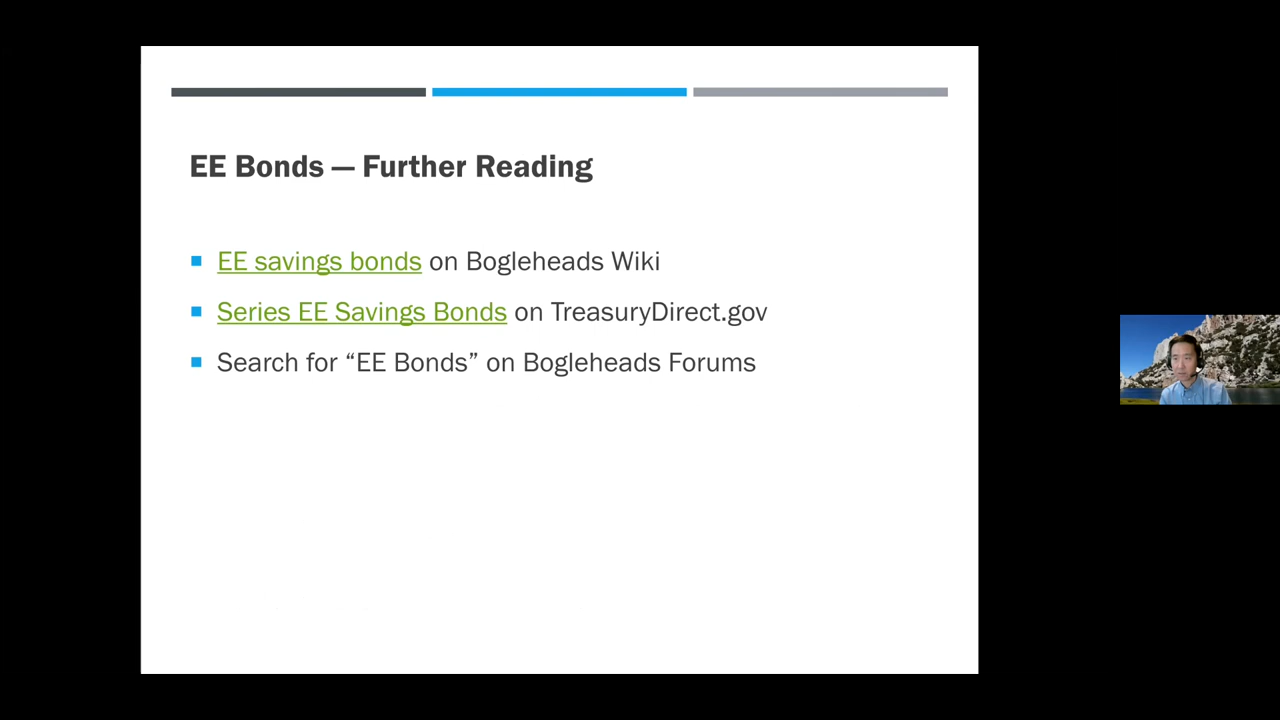 EE Bonds — Further Reading
EE savings bonds on Bogleheads Wiki
Series EE Savings Bonds on TreasuryDirect.gov
Search for “EE Bonds” on Bogleheads Forums